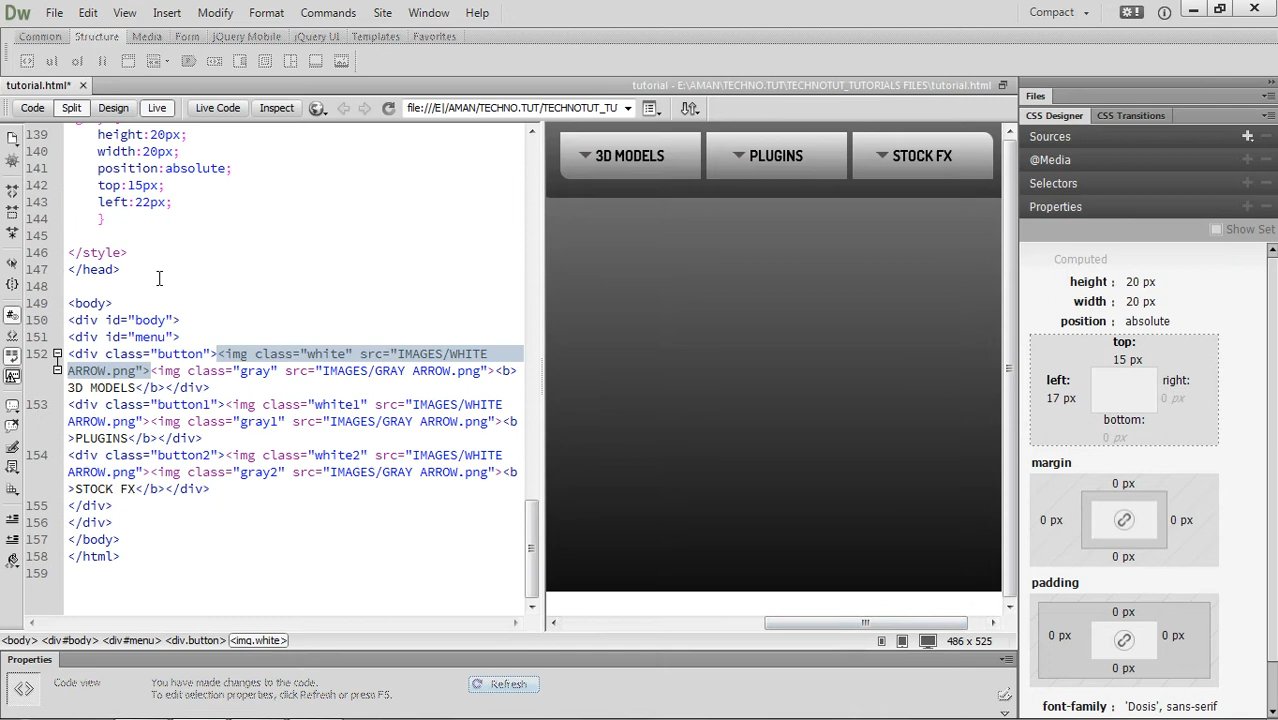 Dw File Edit View Insert Modify Format Commands Site Window Help Compact
Common Structure Media Form jQuery Mobile jQuery UI Templates Favorites
tutorial.html* tutorial - E:\AMAN\TECHNO.TUT\TECHNOTUT_TUTORIALS FILES\tutorial.html
Code Split Design Live Live Code Inspect file:///E|/AMAN/TECHNO.TUT/TECHNOTUT_TU
139 height:20px;
140 width:20px;
141 position:absolute;
142 top:15px;
143 left:22px;
144 }
145
146 </style>
147 </head>
148
149 <body>
150 <div id="body">
151 <div id="menu">
152 <div class="button"><img class="white" src="IMAGES/WHITE
ARROW.png"><img class="gray" src="IMAGES/GRAY ARROW.png"><b>
3D MODELS</b></div>
153 <div class="button1"><img class="white1" src="IMAGES/WHITE
ARROW.png"><img class="gray1" src="IMAGES/GRAY ARROW.png"><b
>PLUGINS</b></div>
154 <div class="button2"><img class="white2" src="IMAGES/WHITE
ARROW.png"><img class="gray2" src="IMAGES/GRAY ARROW.png"><b
>STOCK FX</b></div>
155 </div>
156 </div>
157 </body>
158 </html>
159
3D MODELS PLUGINS STOCK FX
<body> <div#body> <div#menu> <div.button> <img.white> 486 x 525
Properties
Code view
You have made changes to the code.
To edit selection properties, click Refresh or press F5.
Refresh
Files
CSS Designer CSS Transitions
Sources
@Media
Selectors
Properties
Show Set
Computed
height : 20 px
width : 20 px
position : absolute
top:
15 px
left: right:
17 px 0 px
bottom:
0 px
margin
0 px
0 px 0 px
0 px
padding
0 px
0 px 0 px
0 px
font-family : 'Dosis', sans-serif